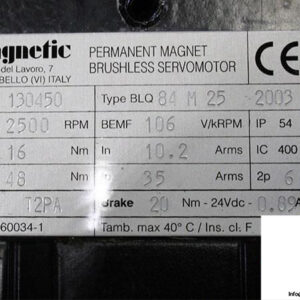 gnetic PERMANENT MAGNET CE
del Lavoro, 7 BRUSHLESS SERVOMOTOR
BELLO (VI) ITALY
130450 Type BLQ 84 M 25 2003
2500 RPM BEMF 106 V/kRPM IP 54
16 Nm In 10.2 Arms IC 400
48 Nm Ip 35 Arms 2p 6
T2PA Brake 20 Nm - 24Vdc - 0.89 A
60034-1 Tamb. max 40° C / Ins. cl. F